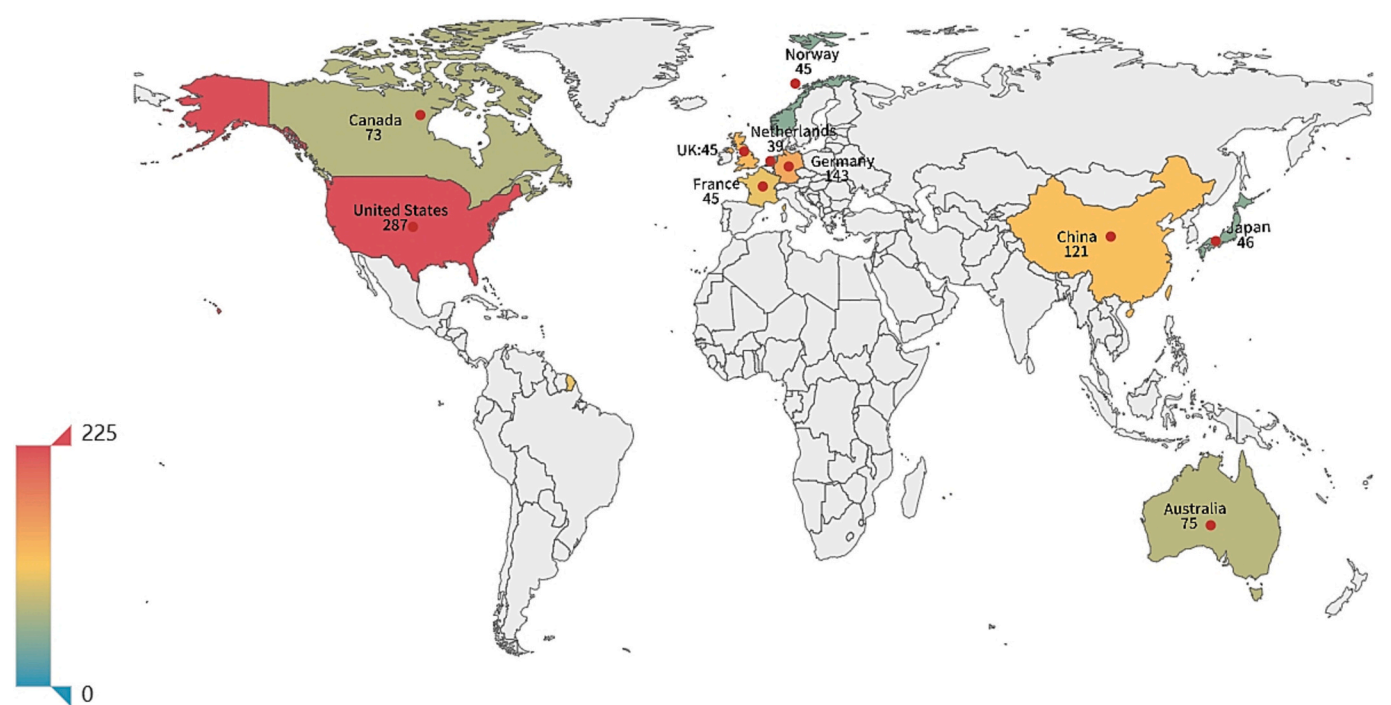 Norway
45
Canada
73
Netherlands
39
UK:45
Germany
143
France
45
United States
287
China
121
Japan
46
225
Australia
75
0